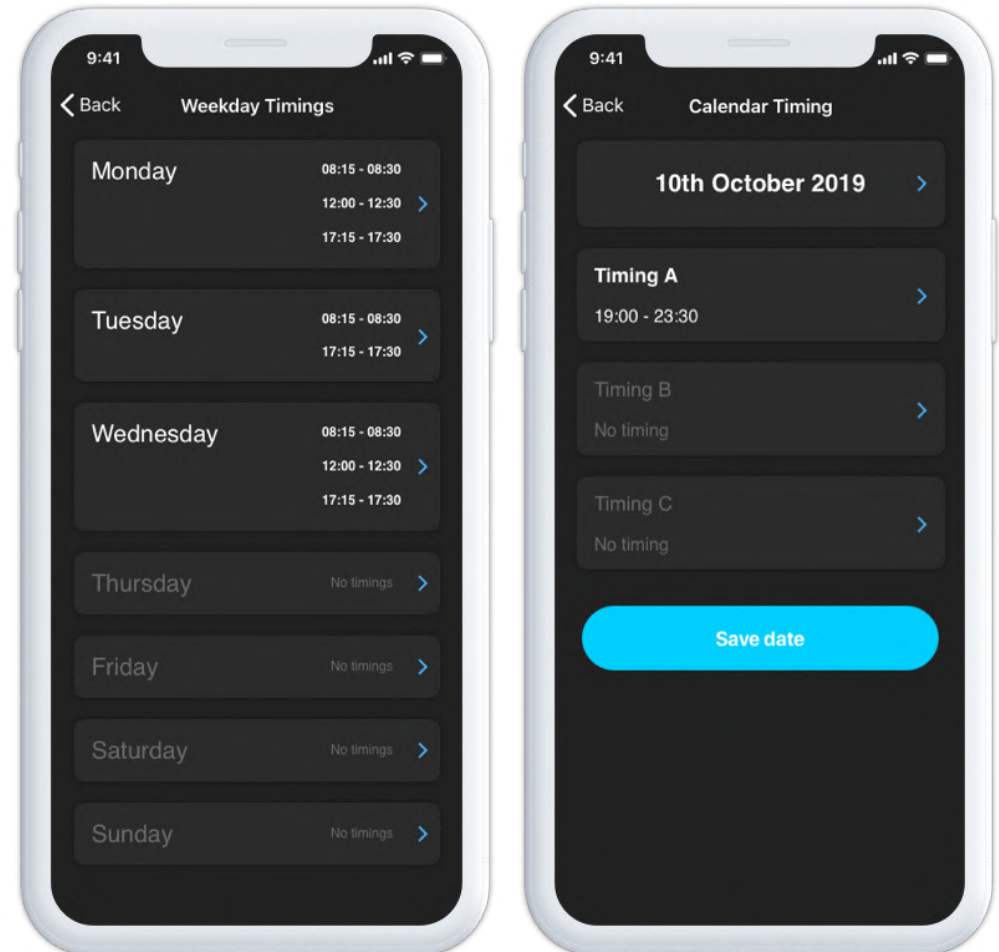 9:41
Back Weekday Timings
Monday 08:15 - 08:30
12:00 - 12:30
17:15 - 17:30
Tuesday 08:15 - 08:30
17:15 - 17:30
Wednesday 08:15 - 08:30
12:00 - 12:30
17:15 - 17:30
Thursday No timings
Friday No timings
Saturday No timings
Sunday No timings
9:41
Back Calendar Timing
10th October 2019
Timing A
19:00 - 23:30
Timing B
No timing
Timing C
No timing
Save date